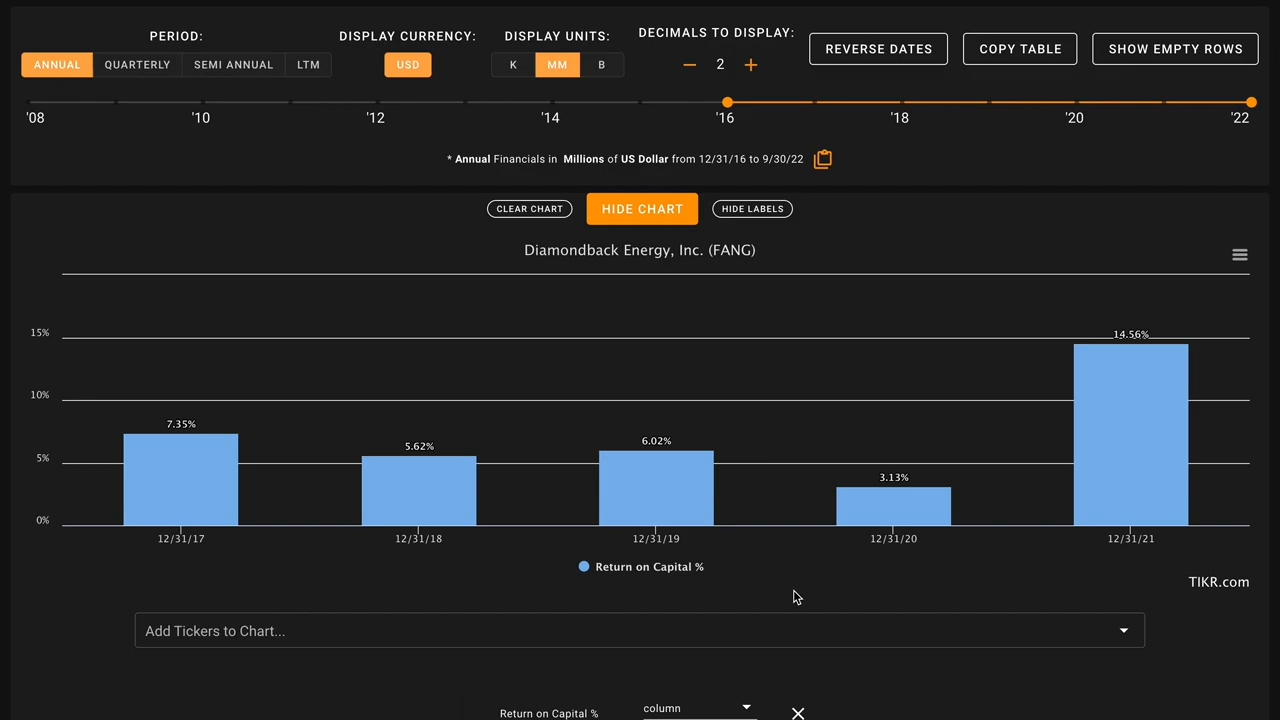 PERIOD:
DISPLAY CURRENCY:
DISPLAY UNITS:
DECIMALS TO DISPLAY:
ANNUAL
QUARTERLY
SEMI ANNUAL
LTM
USD
K
MM
B
2
REVERSE DATES
COPY TABLE
SHOW EMPTY ROWS
'08
'10
'12
'14
'16
'18
'20
'22
* Annual Financials in Millions of US Dollar from 12/31/16 to 9/30/22
CLEAR CHART
HIDE CHART
HIDE LABELS
Diamondback Energy, Inc. (FANG)
15%
10%
5%
0%
7.35%
5.62%
6.02%
3.13%
14.56%
12/31/17
12/31/18
12/31/19
12/31/20
12/31/21
Return on Capital %
TIKR.com
Add Tickers to Chart...
Return on Capital %
column